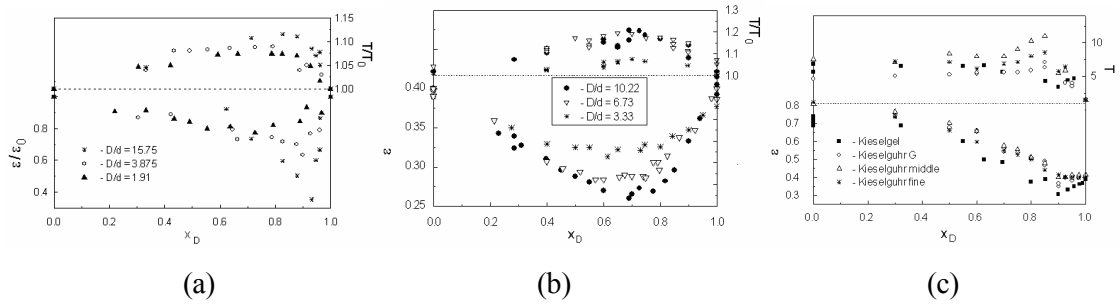 1.15
1.10
1.05
1.00
T/T0
0.8
0.6
0.4
ε/ε0
- D/d = 15.75
- D/d = 3.875
- D/d = 1.91
0.0 0.2 0.4 0.6 0.8 1.0
xD
(a)
1.3
1.2
1.1
1.0
T/T0
0.40
0.35
0.30
0.25
ε
- D/d = 10.22
- D/d = 6.73
- D/d = 3.33
0.0 0.2 0.4 0.6 0.8 1.0
xD
(b)
10
5
T
0.8
0.7
0.6
0.5
0.4
0.3
ε
- Kieselgel
- Kieselguhr G
- Kieselguhr middle
- Kieselguhr fine
0.0 0.2 0.4 0.6 0.8 1.0
xD
(c)